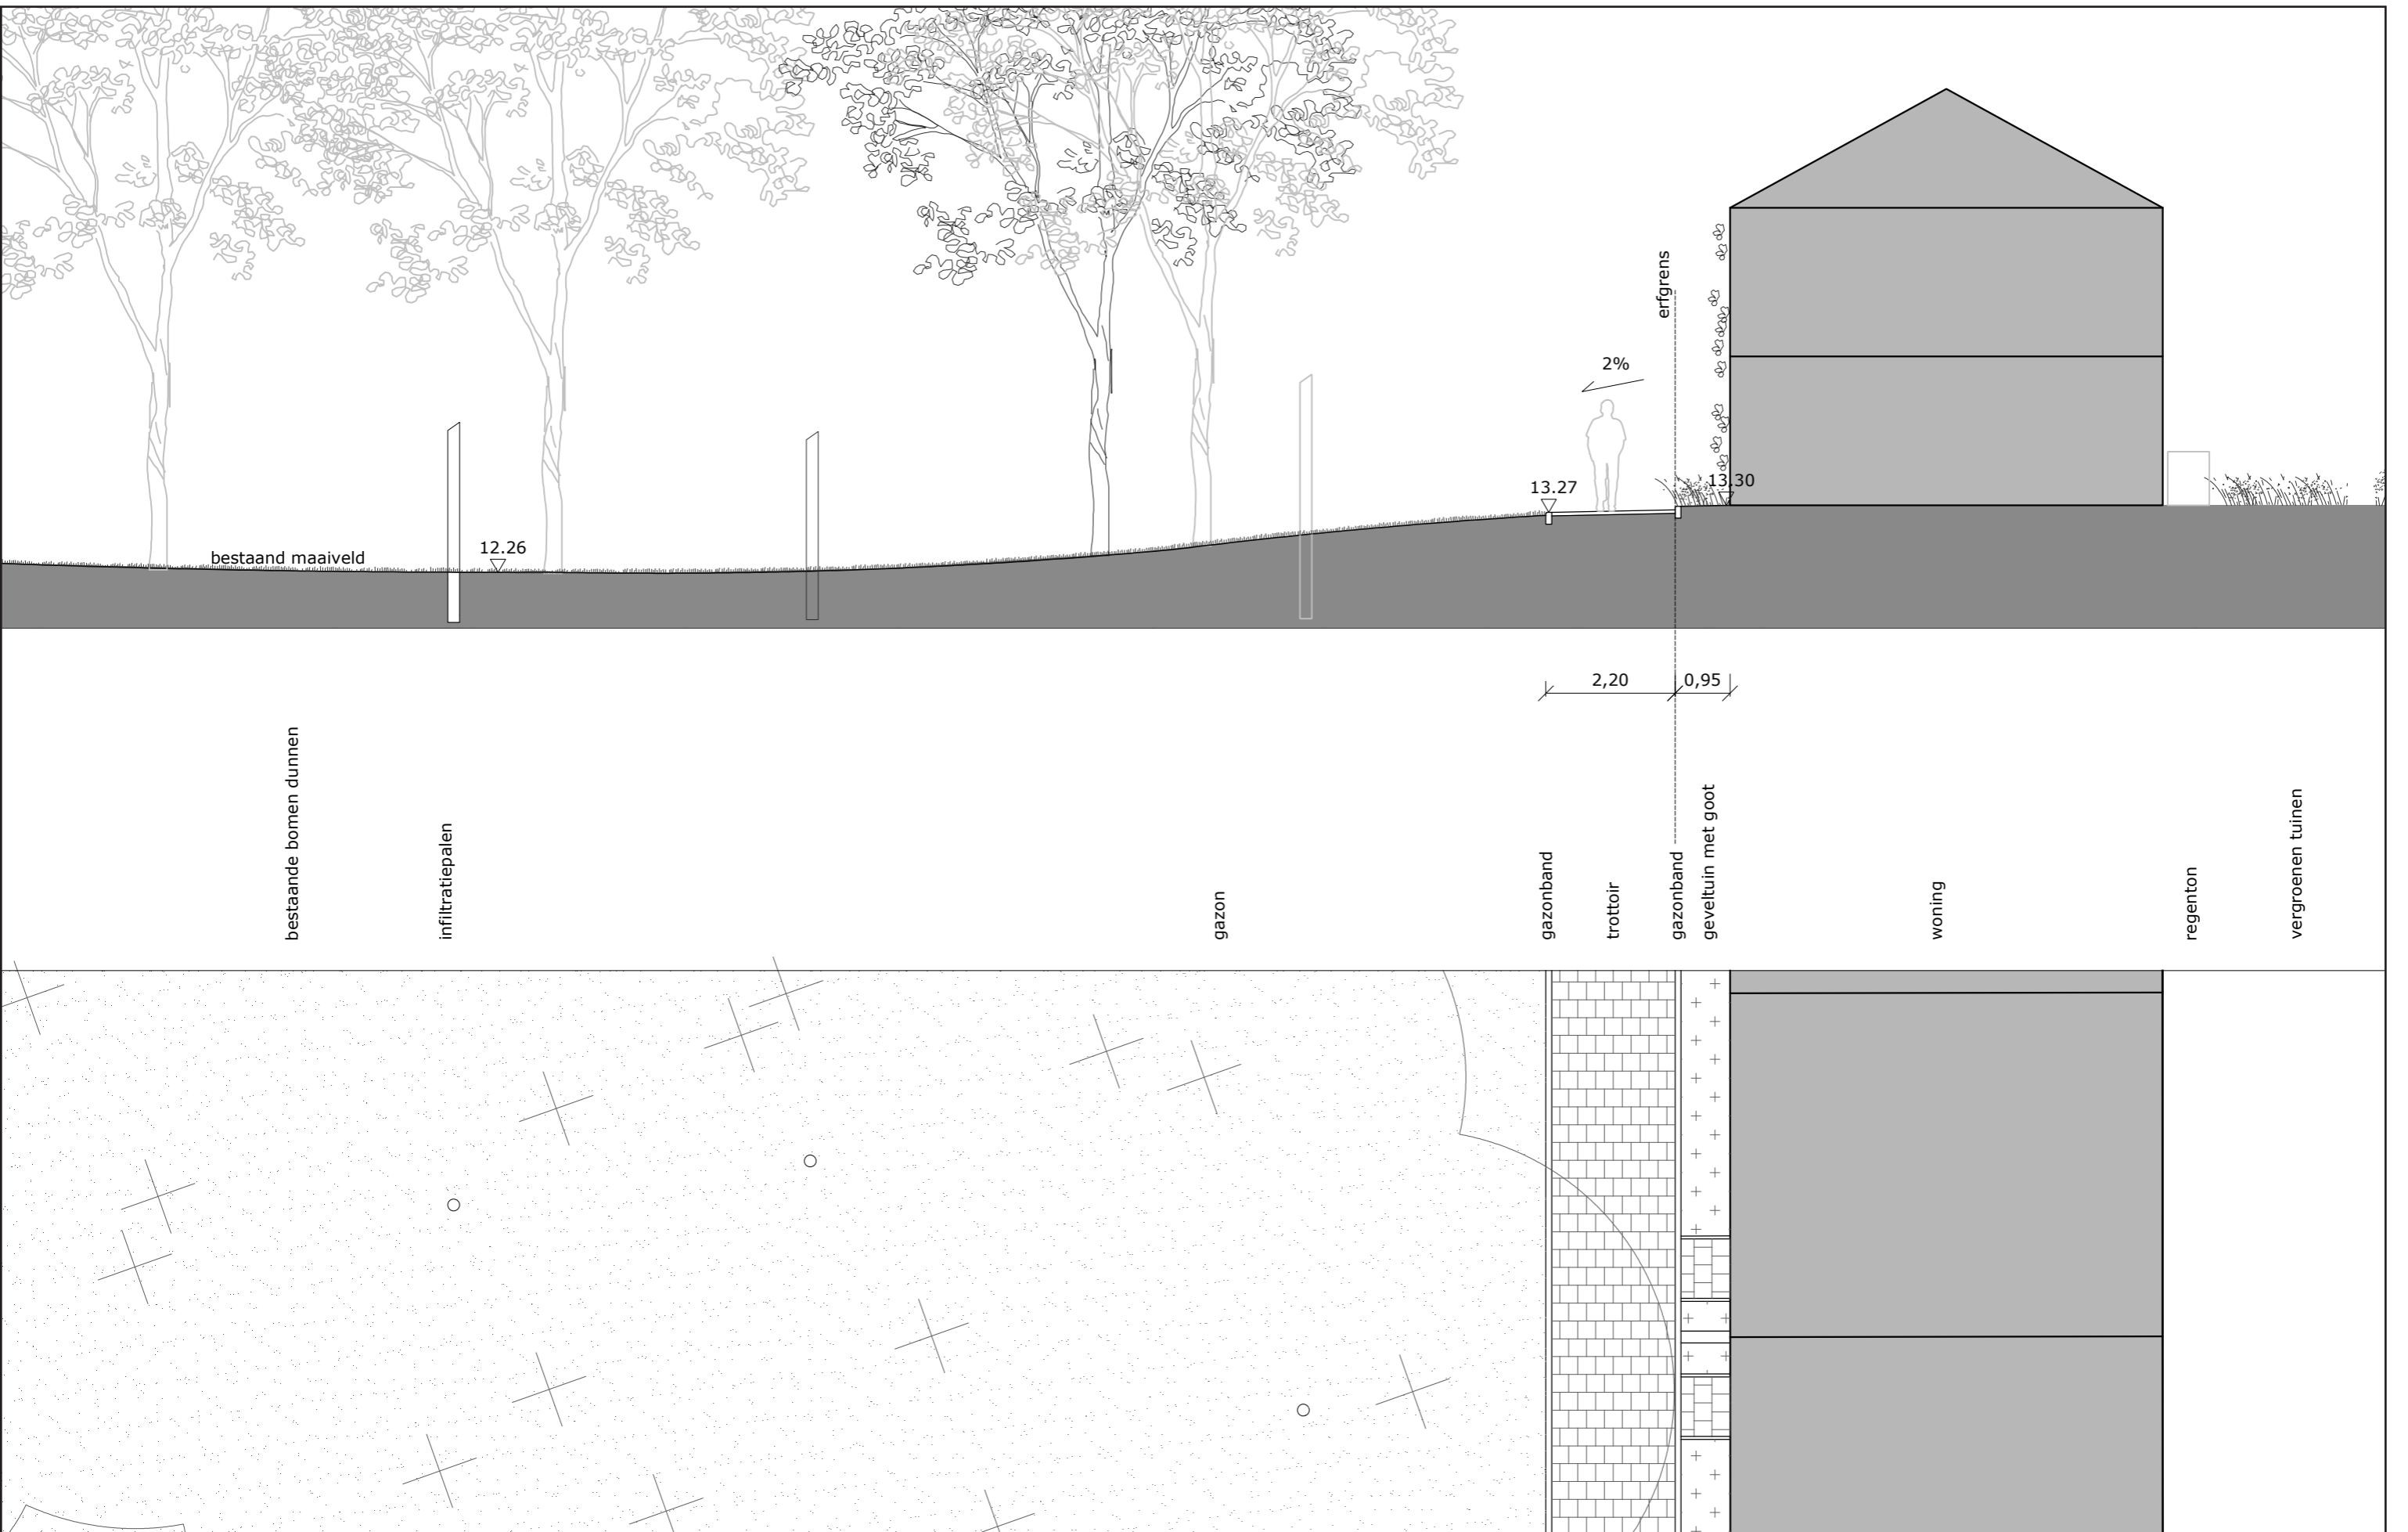 erfgrens
2%
13.27
13.30
12.26
bestaand maaiveld
2,20
0,95
bestaande bomen dunnen
infiltratiepalen
gazon
gazonband
trottoir
gazonband
geveltuin met goot
woning
regenton
vergroenen tuinen